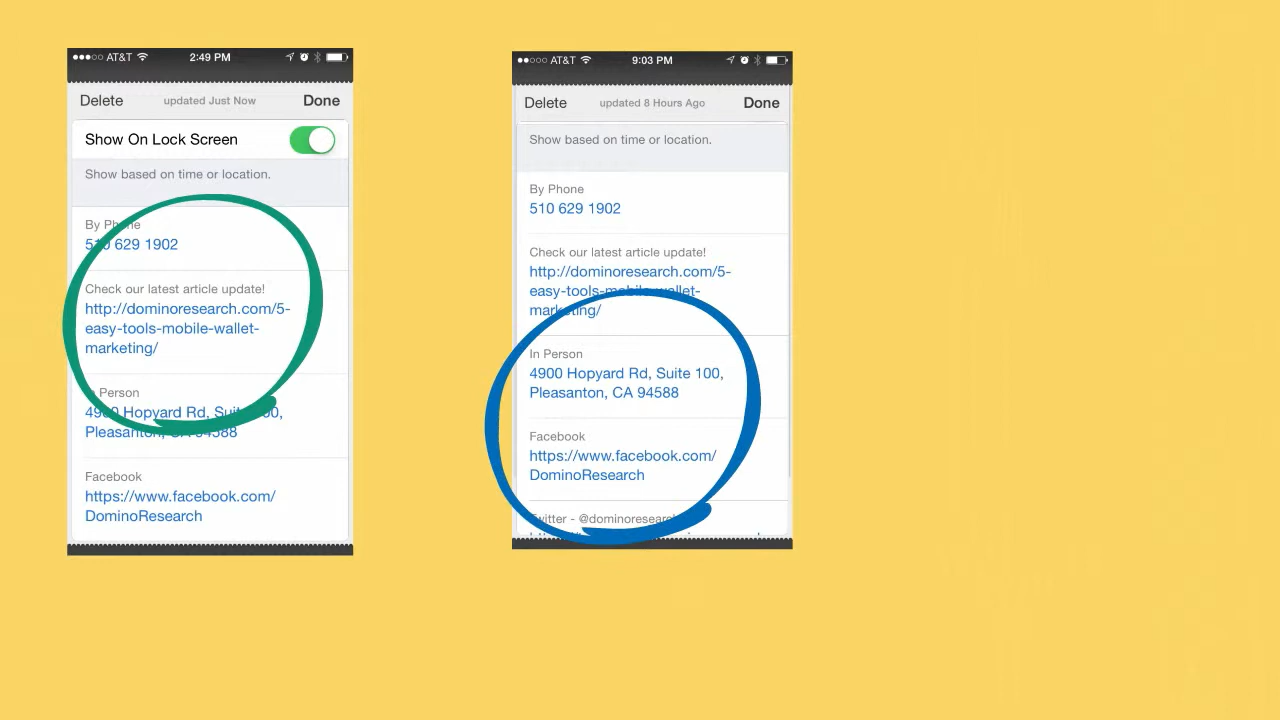 AT&T 2:49 PM
Delete updated Just Now Done
Show On Lock Screen
Show based on time or location.
By Phone
510 629 1902
Check our latest article update!
http://dominoresearch.com/5-
easy-tools-mobile-wallet-
marketing/
In Person
4900 Hopyard Rd, Suite 100,
Pleasanton, CA 94588
Facebook
https://www.facebook.com/
DominoResearch
AT&T 9:03 PM
Delete updated 8 Hours Ago Done
Show based on time or location.
By Phone
510 629 1902
Check our latest article update!
http://dominoresearch.com/5-
easy-tools-mobile-wallet-
marketing/
In Person
4900 Hopyard Rd, Suite 100,
Pleasanton, CA 94588
Facebook
https://www.facebook.com/
DominoResearch
Twitter - @dominoresearch